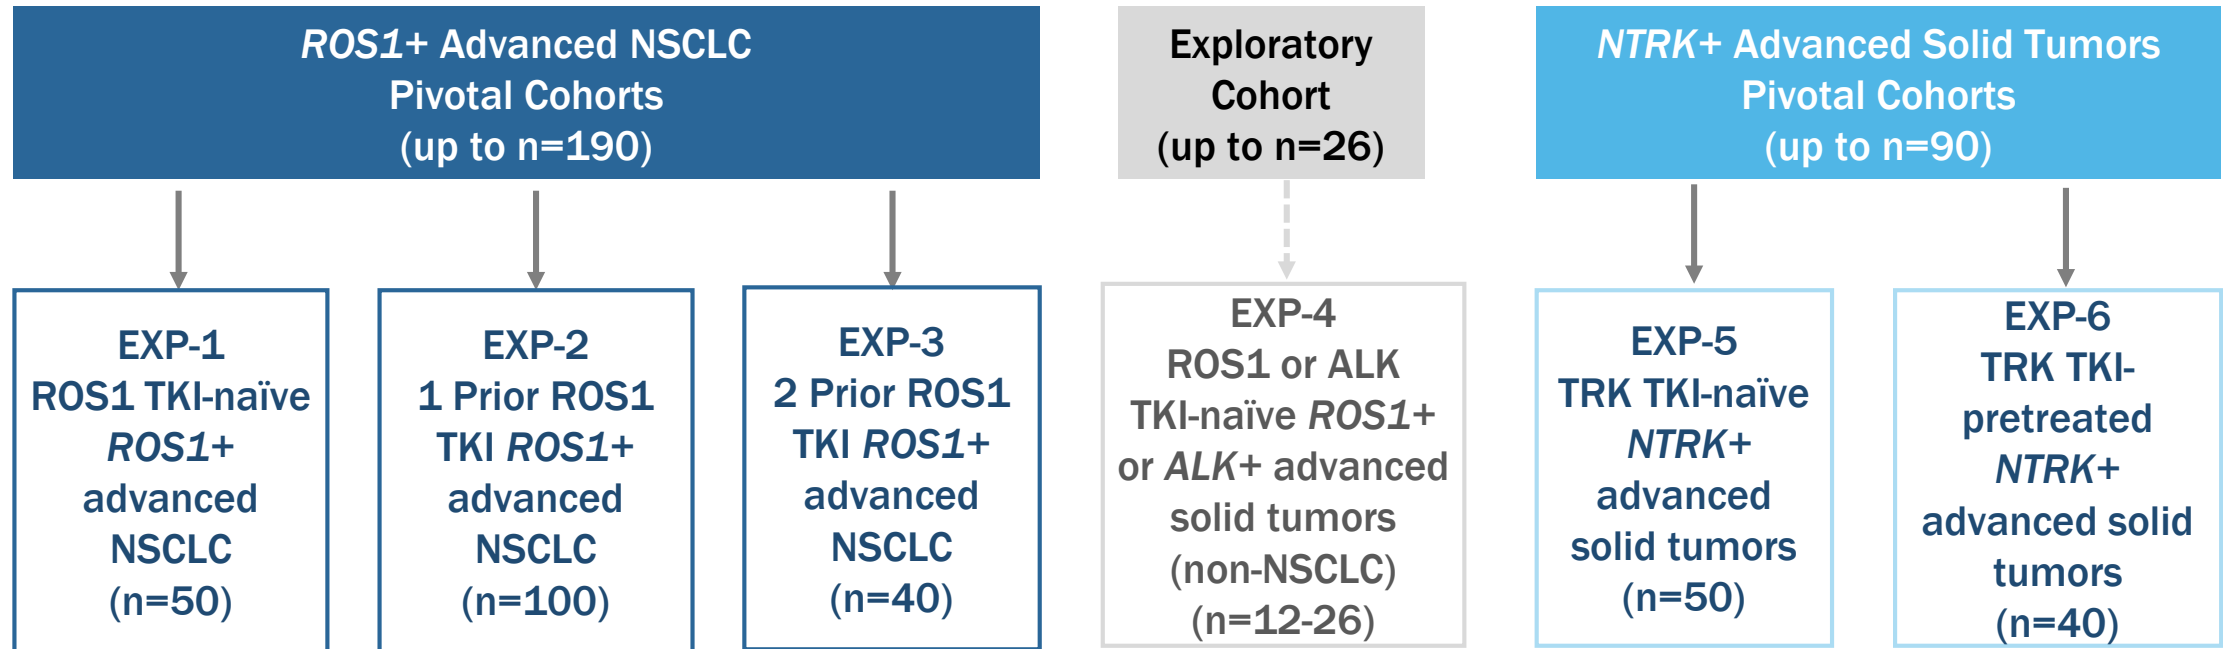 ROS1+ Advanced NSCLC
Pivotal Cohorts
(up to n=190)
Exploratory
Cohort
(up to n=26)
NTRK+ Advanced Solid Tumors
Pivotal Cohorts
(up to n=90)
EXP-1
ROS1 TKI-naïve
ROS1+
advanced
NSCLC
(n=50)
EXP-2
1 Prior ROS1
TKI ROS1+
advanced
NSCLC
(n=100)
EXP-3
2 Prior ROS1
TKI ROS1+
advanced
NSCLC
(n=40)
EXP-4
ROS1 or ALK
TKI-naïve ROS1+
or ALK+ advanced
solid tumors
(non-NSCLC)
(n=12-26)
EXP-5
TRK TKI-naïve
NTRK+
advanced
solid tumors
(n=50)
EXP-6
TRK TKI-
pretreated
NTRK+
advanced solid
tumors
(n=40)